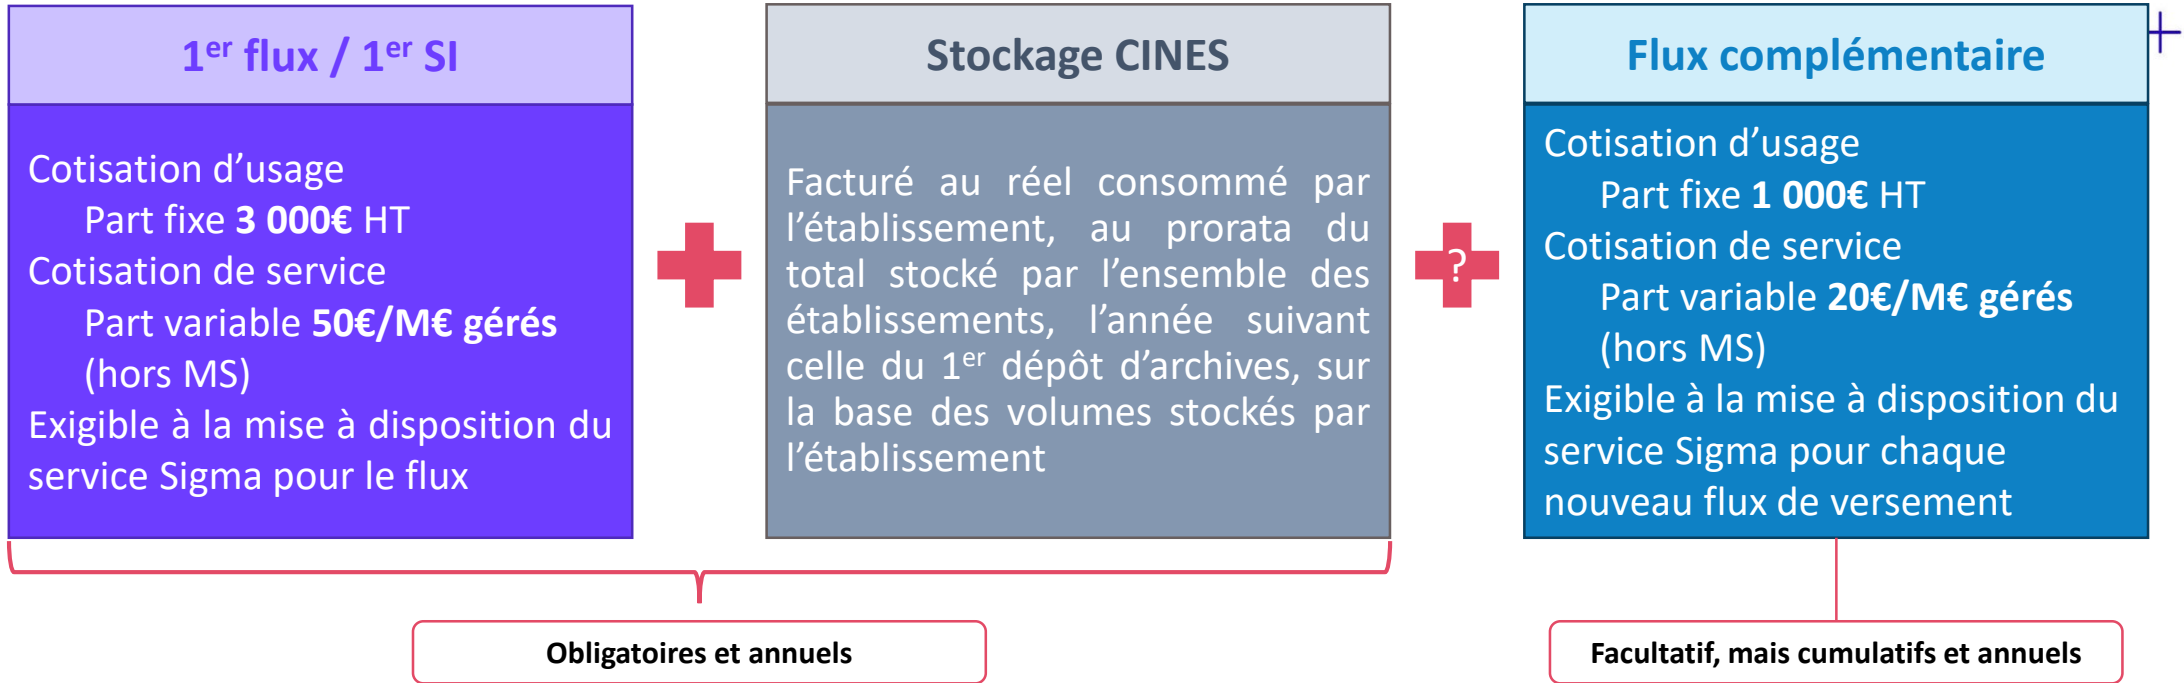 1er flux / 1er SI
Cotisation d’usage
Part fixe 3 000€ HT
Cotisation de service
Part variable 50€/M€ gérés
(hors MS)
Exigible à la mise à disposition du
service Sigma pour le flux
Stockage CINES
Facturé au réel consommé par
l’établissement, au prorata du
total stocké par l’ensemble des
établissements, l’année suivant
celle du 1er dépôt d’archives, sur
la base des volumes stockés par
l’établissement
?
Flux complémentaire
Cotisation d’usage
Part fixe 1 000€ HT
Cotisation de service
Part variable 20€/M€ gérés
(hors MS)
Exigible à la mise à disposition du
service Sigma pour chaque
nouveau flux de versement
Obligatoires et annuels
Facultatif, mais cumulatifs et annuels